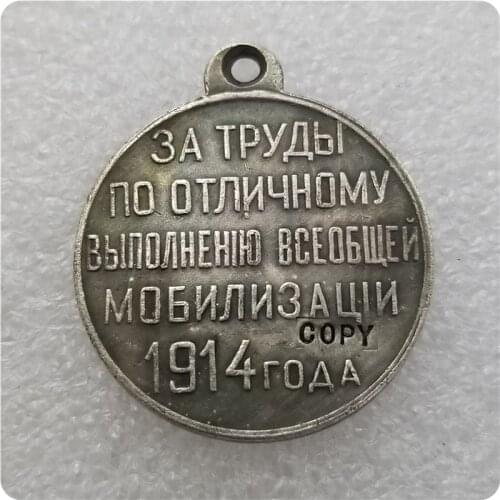 ЗА ТРУДЫ
ПО ОТЛИЧНОМУ
ВЫПОЛНЕНІЮ ВСЕОБЩЕЙ
МОБИЛИЗАЦІИ
COPY
1914 ГОДА